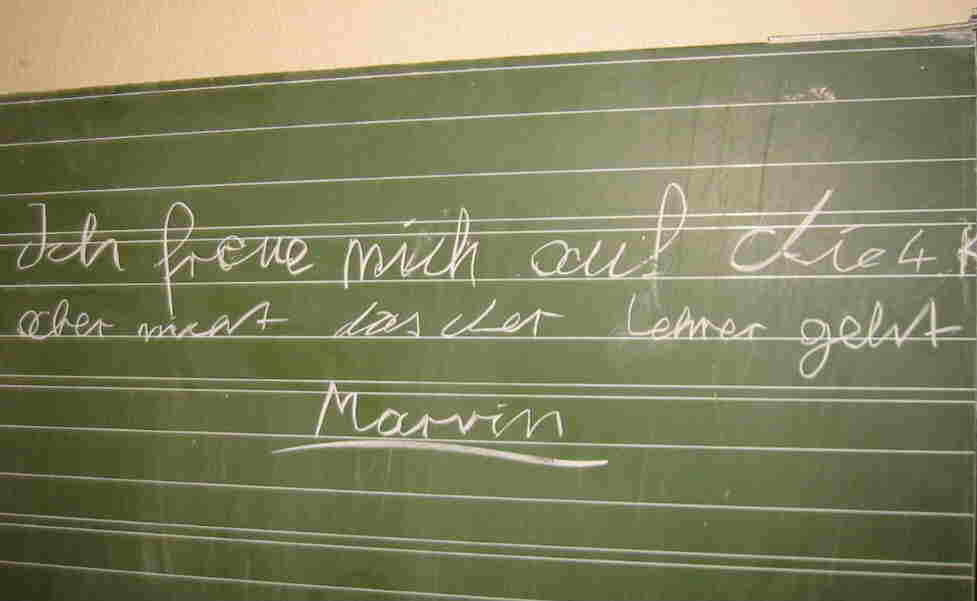 Ich freue mich auf die 4. K
aber nicht das der Lehrer geht
Marvin